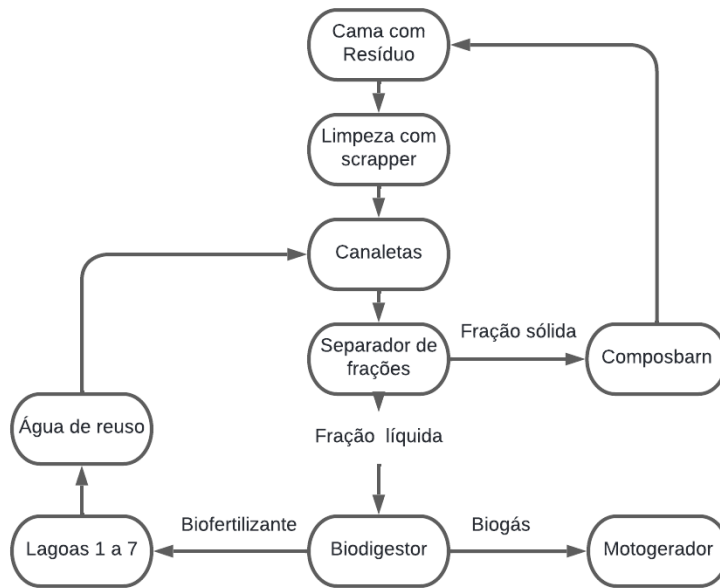 Cama com
Resíduo
Limpeza com
scrapper
Canaletas
Separador de
frações
Fração sólida
Composbarn
Água de reuso
Fração líquida
Lagoas 1 a 7
Biofertilizante
Biodigestor
Biogás
Motogerador